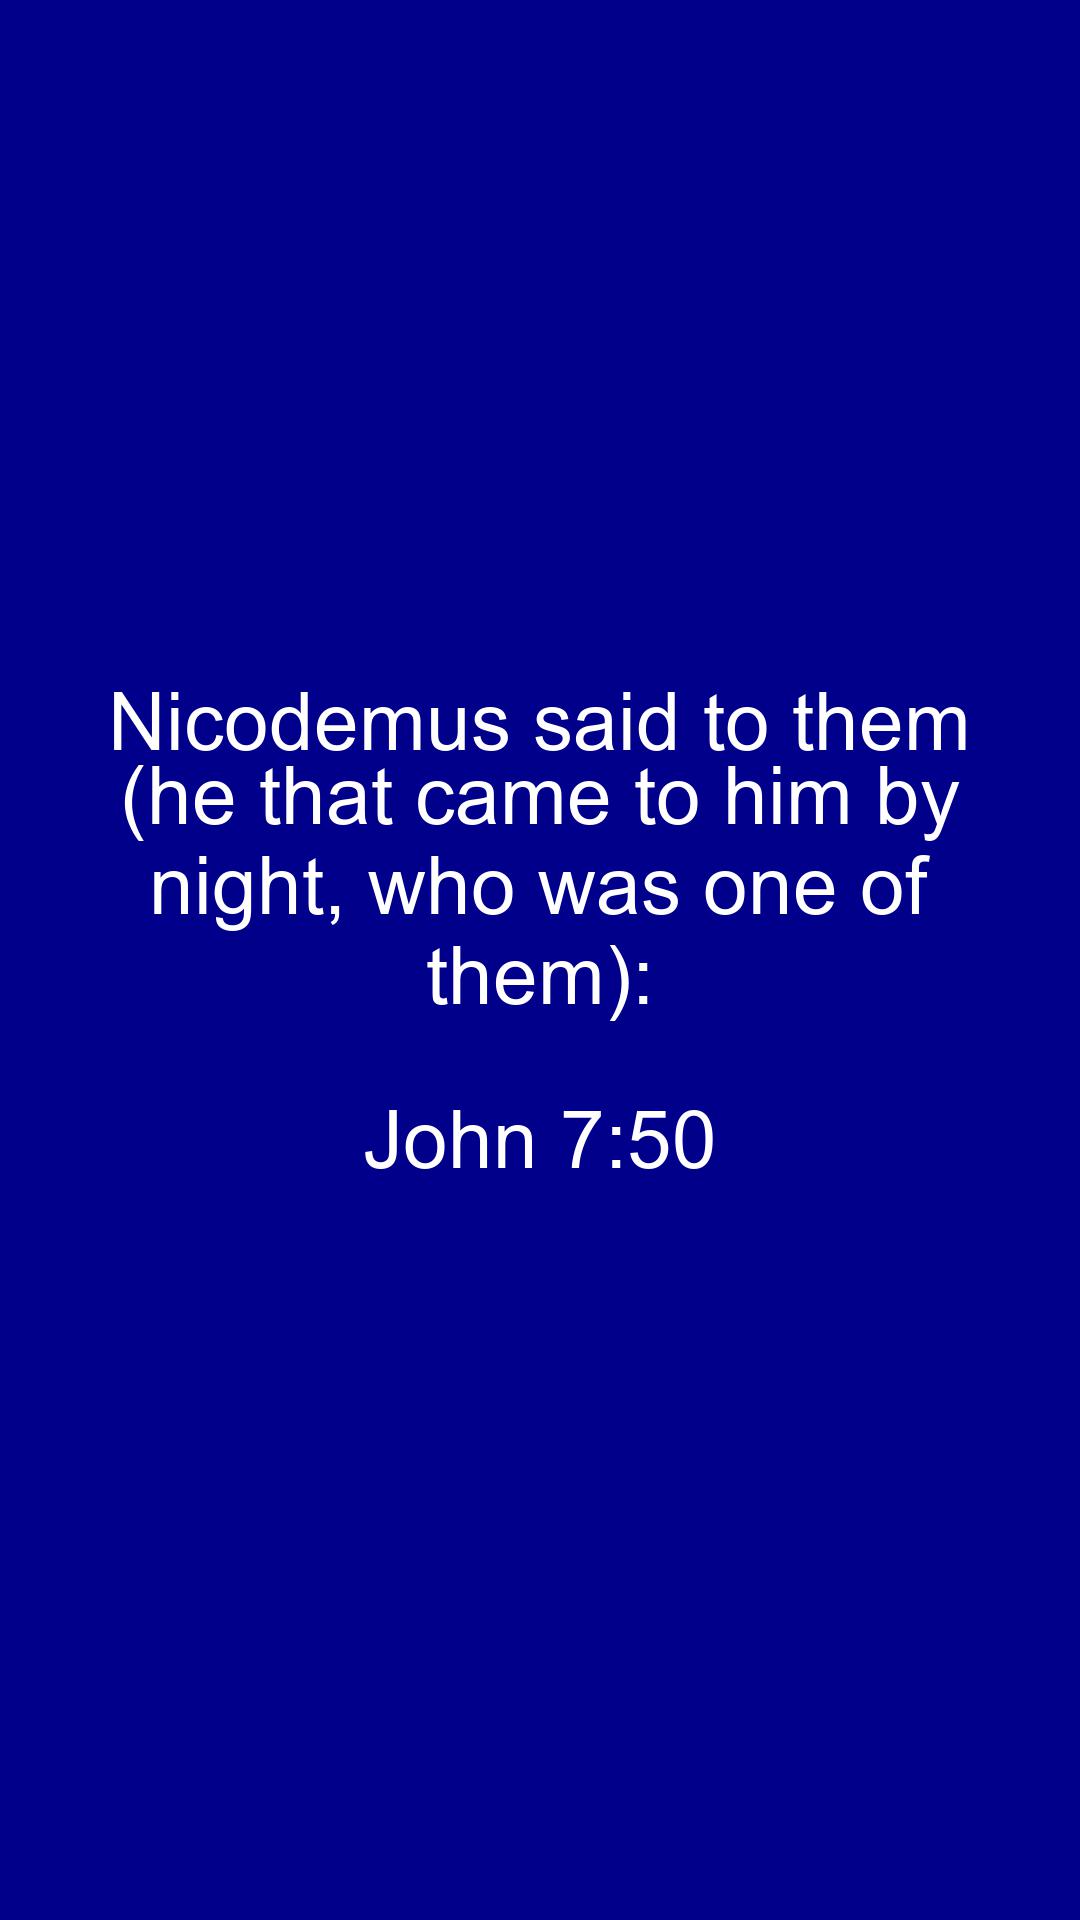 Nicodemus said to them
(he that came to him by
night, who was one of
them):
John 7:50